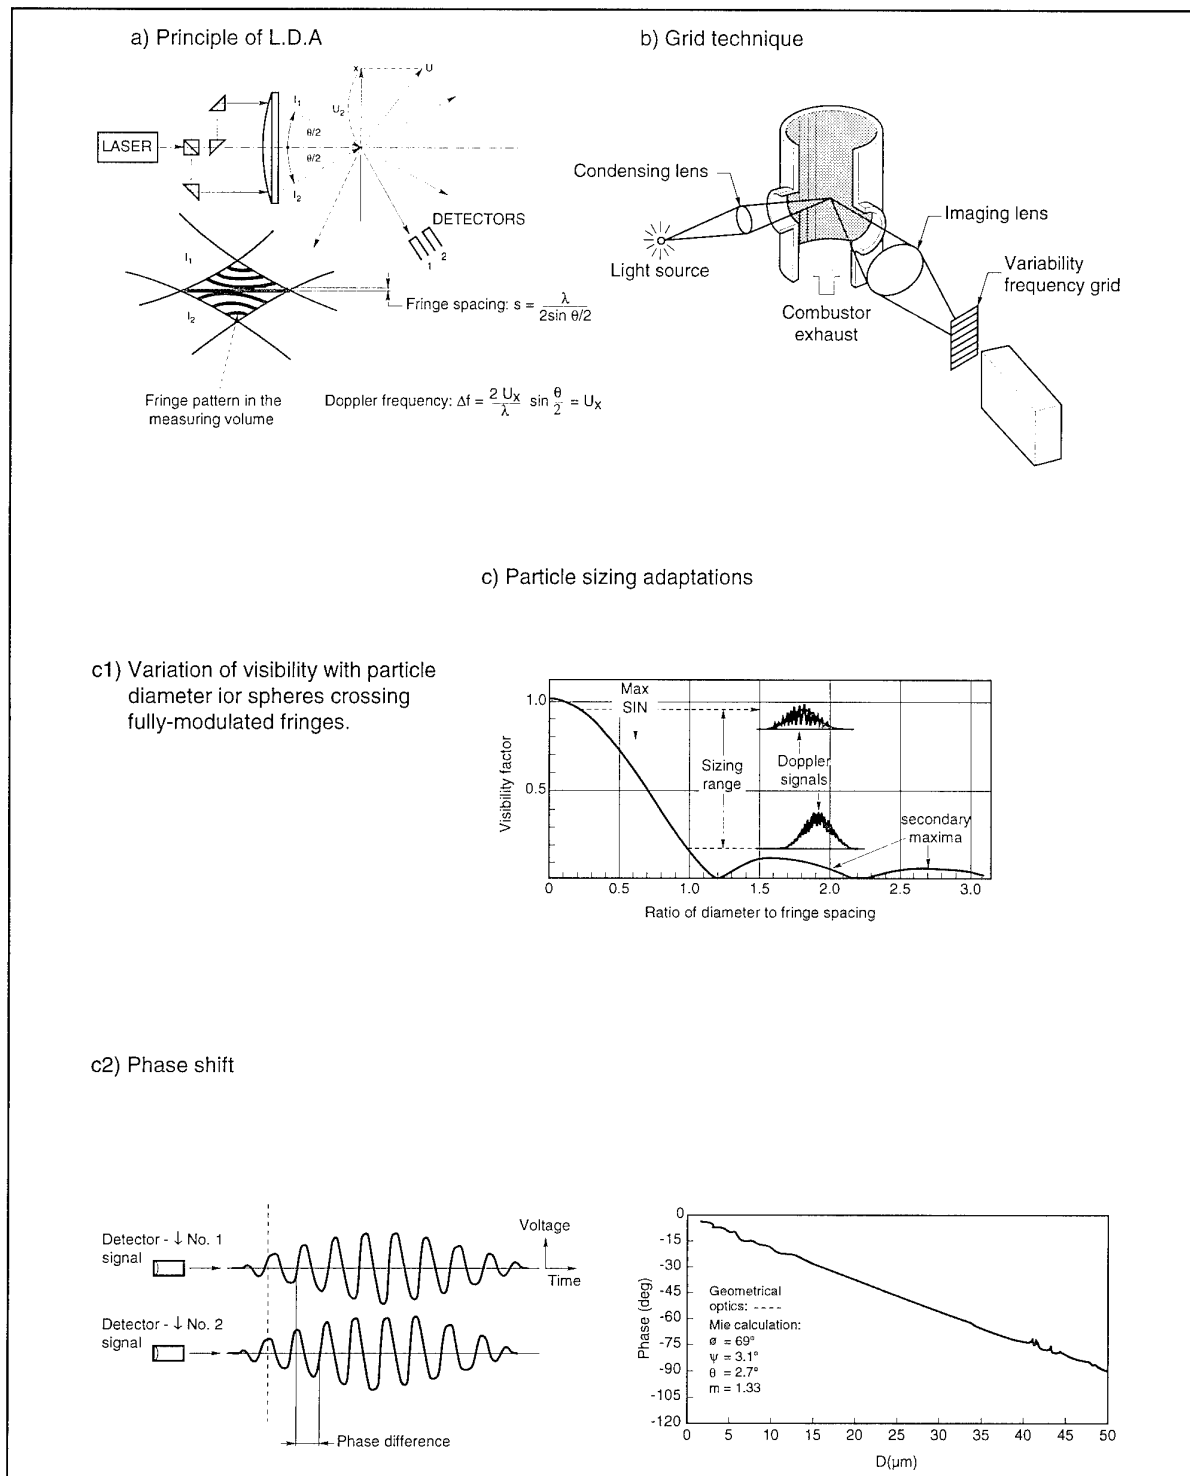 a) Principle of L.D.A
b) Grid technique
x
U
U2
I1
θ/2
θ/2
I2
LASER
DETECTORS
1 2
I1
I2
Fringe spacing: s = λ / 2sin θ/2
Fringe pattern in the
measuring volume
Doppler frequency: Δf = 2 Ux / λ sin θ / 2 = Ux
Condensing lens
Light source
Combustor
exhaust
Imaging lens
Variability
frequency grid
c) Particle sizing adaptations
c1) Variation of visibility with particle
diameter ior spheres crossing
fully-modulated fringes.
Visibility factor
1.0
0.5
Max
SIN
Sizing
range
Doppler
signals
secondary
maxima
0 0.5 1.0 1.5 2.0 2.5 3.0
Ratio of diameter to fringe spacing
c2) Phase shift
Detector - ↓ No. 1
signal
Voltage
Time
Detector - ↓ No. 2
signal
Phase difference
Phase (deg)
0
-15
-30
-45
-60
-75
-90
-105
-120
Geometrical
optics: ----
Mie calculation:
ø = 69°
ψ = 3.1°
θ = 2.7°
m = 1.33
0 5 10 15 20 25 30 35 40 45 50
D(μm)